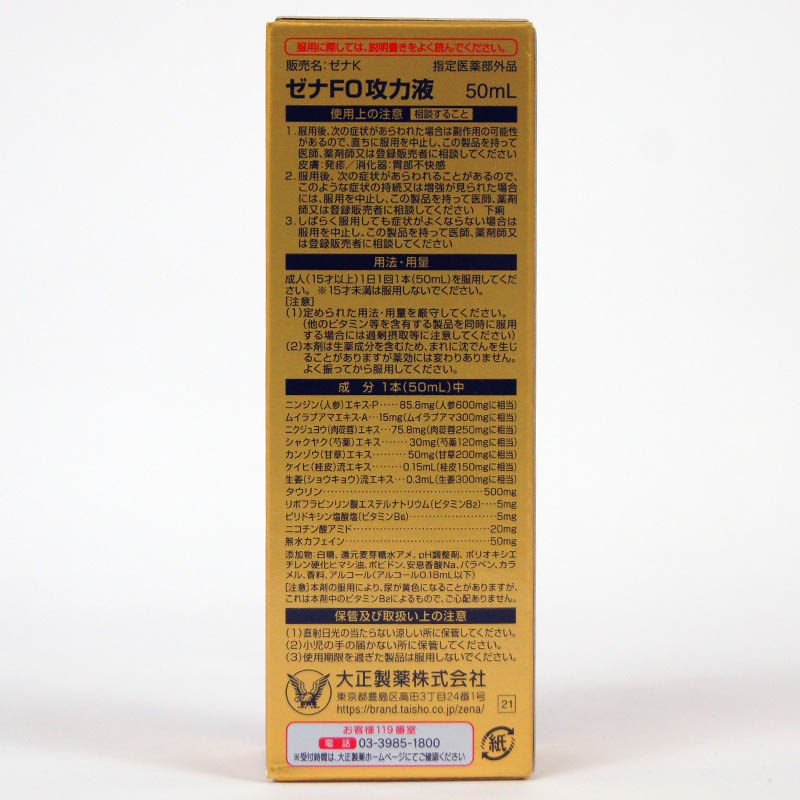 服用に際しては、説明書きをよく読んでください。
販売名：ゼナK 指定医薬部外品
ゼナF0攻力液 50mL
使用上の注意 相談すること
1. 服用後、次の症状があらわれた場合は副作用の可能性
があるので、直ちに服用を中止し、この製品を持って
医師、薬剤師又は登録販売者に相談してください
皮膚：発疹／消化器：胃部不快感
2. 服用後、次の症状があらわれることがあるので、
このような症状の持続又は増強が見られた場合
には、服用を中止し、この製品を持って医師、薬剤
師又は登録販売者に相談してください 下痢
3. しばらく服用しても症状がよくならない場合は
服用を中止し、この製品を持って医師、薬剤師又
は登録販売者に相談してください
用法・用量
成人(15才以上)1日1回1本(50mL)を服用してくだ
さい。 ※15才未満は服用しないでください。
[注意]
(1)定められた用法・用量を厳守してください。
(他のビタミン等を含有する製品を同時に服用
する場合には過剰摂取等に注意してください)
(2)本剤は生薬成分を含むため、まれに沈でんを生じ
ることがありますが薬効には変わりありません。
よく振ってから服用してください。
成分 1本(50mL)中
ニンジン(人参)エキス-P‥‥85.8mg(人参600mgに相当)
ムイラプアマエキス-A‥‥15mg(ムイラプアマ300mgに相当)
ニクジュヨウ(肉蓯蓉)エキス‥‥75.8mg(肉蓯蓉250mgに相当)
シャクヤク(芍薬)エキス‥‥‥30mg(芍薬120mgに相当)
カンゾウ(甘草)エキス‥‥‥‥50mg(甘草200mgに相当)
ケイヒ(桂皮)流エキス‥‥‥‥0.15mL(桂皮150mgに相当)
生姜(ショウキョウ)流エキス‥‥0.3mL(生姜300mgに相当)
タウリン‥‥‥‥‥‥‥‥‥‥‥‥‥‥500mg
リボフラビンリン酸エステルナトリウム(ビタミンB2)‥‥5mg
ピリドキシン塩酸塩(ビタミンB6)‥‥‥‥‥‥5mg
ニコチン酸アミド‥‥‥‥‥‥‥‥‥‥‥20mg
無水カフェイン‥‥‥‥‥‥‥‥‥‥‥‥50mg
添加物：白糖、還元麦芽糖水アメ、pH調整剤、ポリオキシエ
チレン硬化ヒマシ油、ポビドン、安息香酸Na、パラベン、カラ
メル、香料、アルコール(アルコール0.18mL以下)
[注意]本剤の服用により、尿が黄色になることがありますが、
これは本剤中のビタミンB2によるもので、ご心配ありません。
保管及び取扱い上の注意
(1)直射日光の当たらない涼しい所に保管してください。
(2)小児の手の届かない所に保管してください。
(3)使用期限を過ぎた製品は服用しないでください。
大正製薬株式会社
東京都豊島区高田3丁目24番1号
https://brand.taisho.co.jp/zena/
21
お客様119番室
電話 03-3985-1800
※受付時間は、大正製薬ホームページにてご確認ください
紙